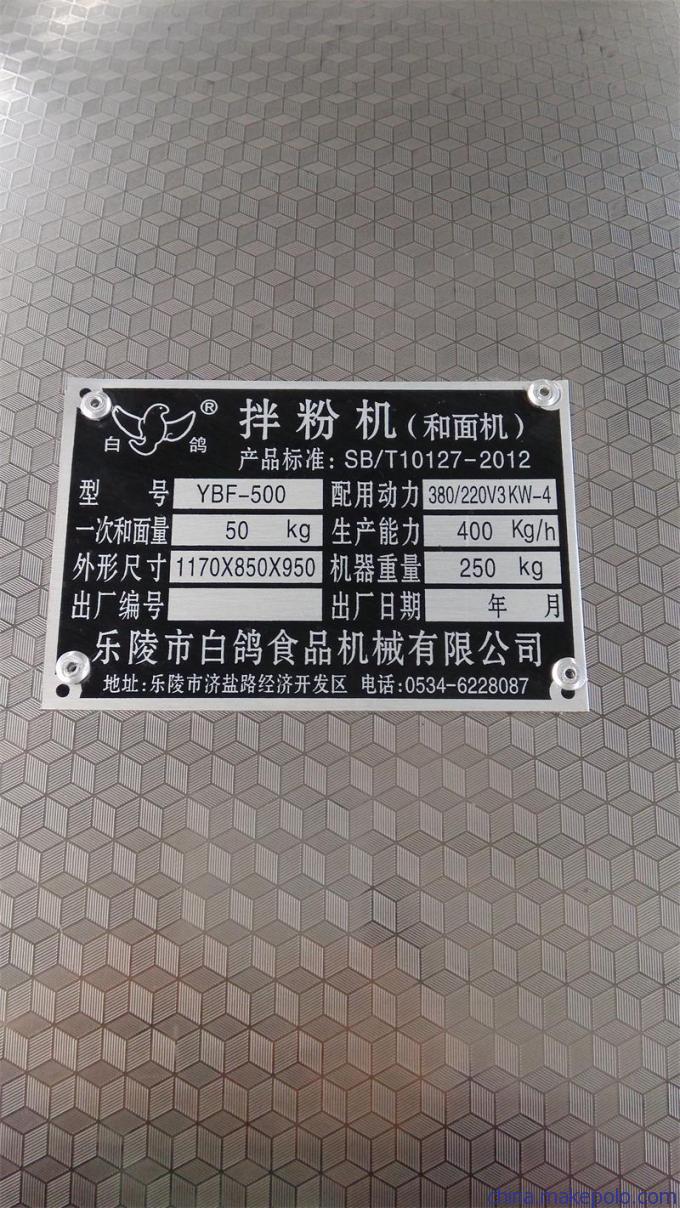 白鸽 ® 拌粉机(和面机)
产品标准: SB/T10127-2012
型 号 YBF-500 配用动力 380/220V3KW-4
一次和面量 50 kg 生产能力 400 Kg/h
外形尺寸 1170X850X950 机器重量 250 kg
出厂编号 出厂日期 年 月
乐陵市白鸽食品机械有限公司
地址:乐陵市济盐路经济开发区 电话:0534-6228087
china.makepolo.com